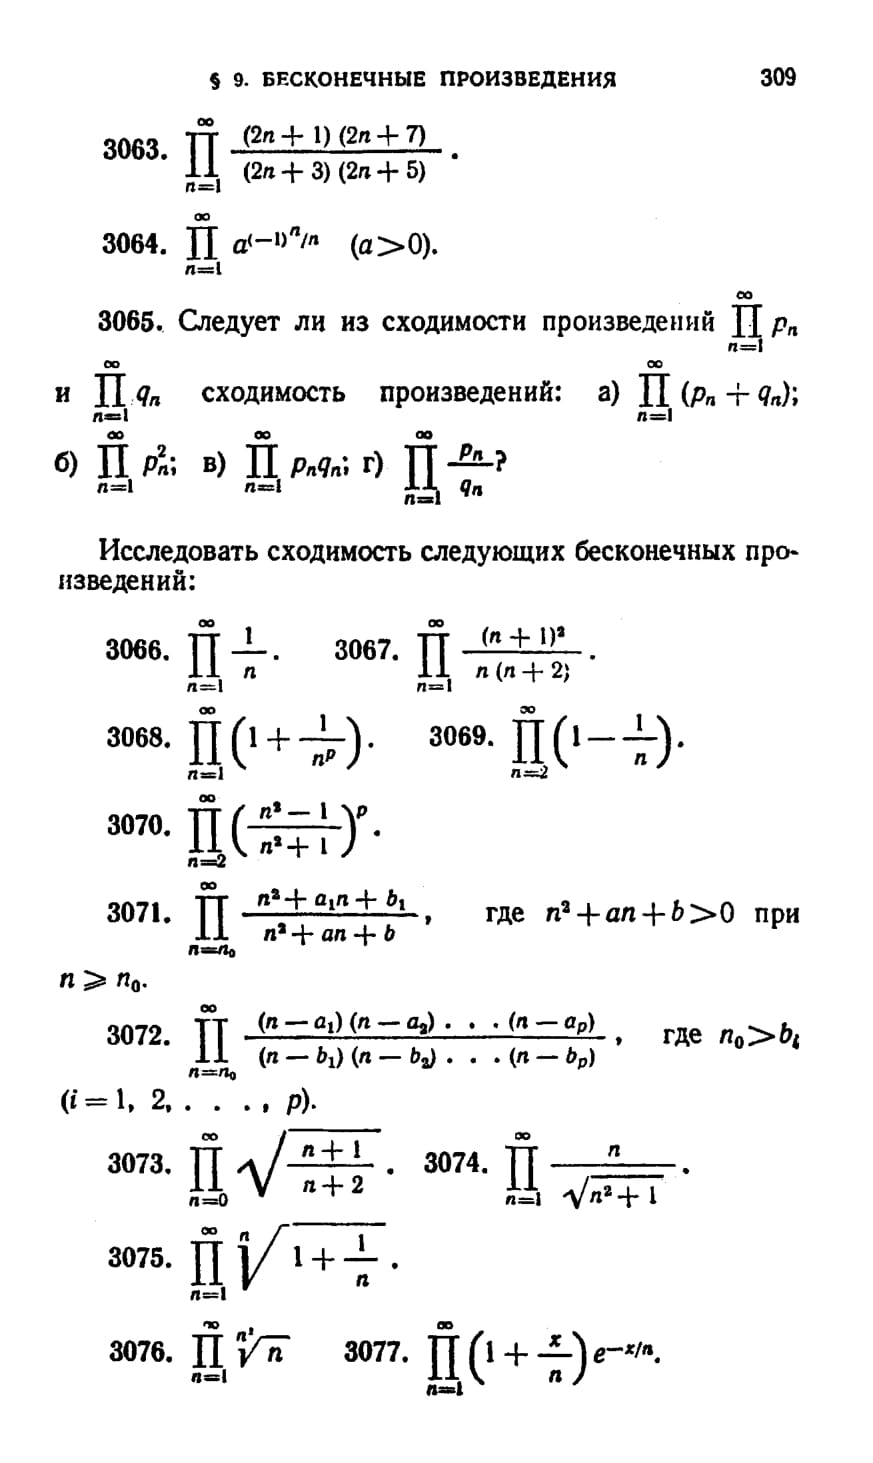 § 9. БЕСКОНЕЧНЫЕ ПРОИЗВЕДЕНИЯ 309
3063. $\prod_{n=1}^{\infty} \frac{(2n+1)(2n+7)}{(2n+3)(2n+5)}$.
3064. $\prod_{n=1}^{\infty} a^{(-1)^n/n}$ (a>0).
3065. Следует ли из сходимости произведений $\prod_{n=1}^{\infty} p_n$
и $\prod_{n=1}^{\infty} q_n$ сходимость произведений: а) $\prod_{n=1}^{\infty} (p_n+q_n)$;
б) $\prod_{n=1}^{\infty} p_n^2$; в) $\prod_{n=1}^{\infty} p_nq_n$; г) $\prod_{n=1}^{\infty} \frac{p_n}{q_n}$?
Исследовать сходимость следующих бесконечных про-
изведений:
3066. $\prod_{n=1}^{\infty} \frac{1}{n}$. 3067. $\prod_{n=1}^{\infty} \frac{(n+1)^2}{n(n+2)}$.
3068. $\prod_{n=1}^{\infty} \left(1+\frac{1}{n^p}\right)$. 3069. $\prod_{n=2}^{\infty} \left(1-\frac{1}{n}\right)$.
3070. $\prod_{n=2}^{\infty} \left(\frac{n^2-1}{n^2+1}\right)^p$.
3071. $\prod_{n=n_0}^{\infty} \frac{n^2+a_1n+b_1}{n^2+an+b}$, где $n^2+an+b>0$ при
$n \geqslant n_0$.
3072. $\prod_{n=n_0}^{\infty} \frac{(n-a_1)(n-a_2)...(n-a_p)}{(n-b_1)(n-b_2)...(n-b_p)}$, где $n_0>b_i$
(i=1, 2, . . ., p).
3073. $\prod_{n=0}^{\infty} \sqrt{\frac{n+1}{n+2}}$. 3074. $\prod_{n=1}^{\infty} \frac{n}{\sqrt{n^2+1}}$.
3075. $\prod_{n=1}^{\infty} \sqrt[n]{1+\frac{1}{n}}$.
3076. $\prod_{n=1}^{\infty} \sqrt[n^2]{n}$ 3077. $\prod_{n=1}^{\infty} \left(1+\frac{x}{n}\right) e^{-x/n}$.